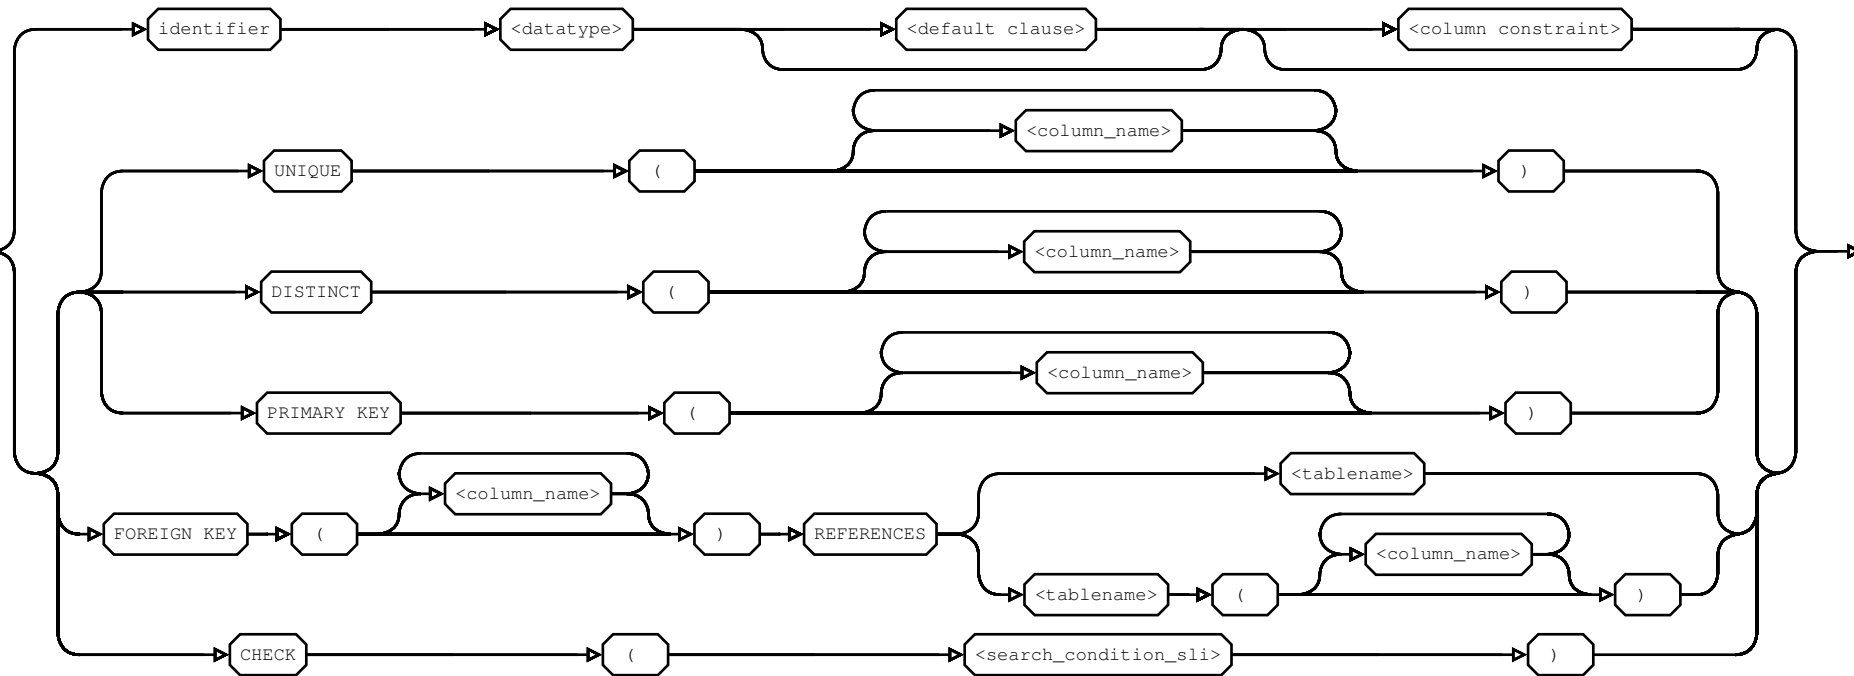 identifier <datatype> <default clause> <column constraint>
<column_name>
UNIQUE ( )
<column_name>
DISTINCT ( )
<column_name>
PRIMARY KEY ( )
<tablename>
<column_name>
FOREIGN KEY ( ) REFERENCES
<column_name>
<tablename> ( )
CHECK ( <search_condition_sli> )